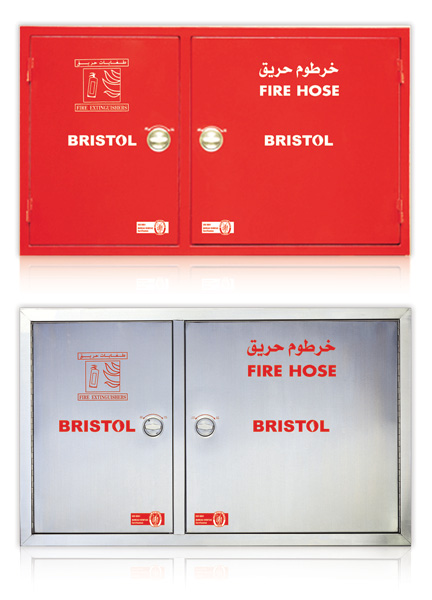 طفايات حريق
FIRE EXTINGUISHERS
BRISTOL
خرطوم حريق
FIRE HOSE
BRISTOL
طفايات حريق
FIRE EXTINGUISHERS
BRISTOL
خرطوم حريق
FIRE HOSE
BRISTOL